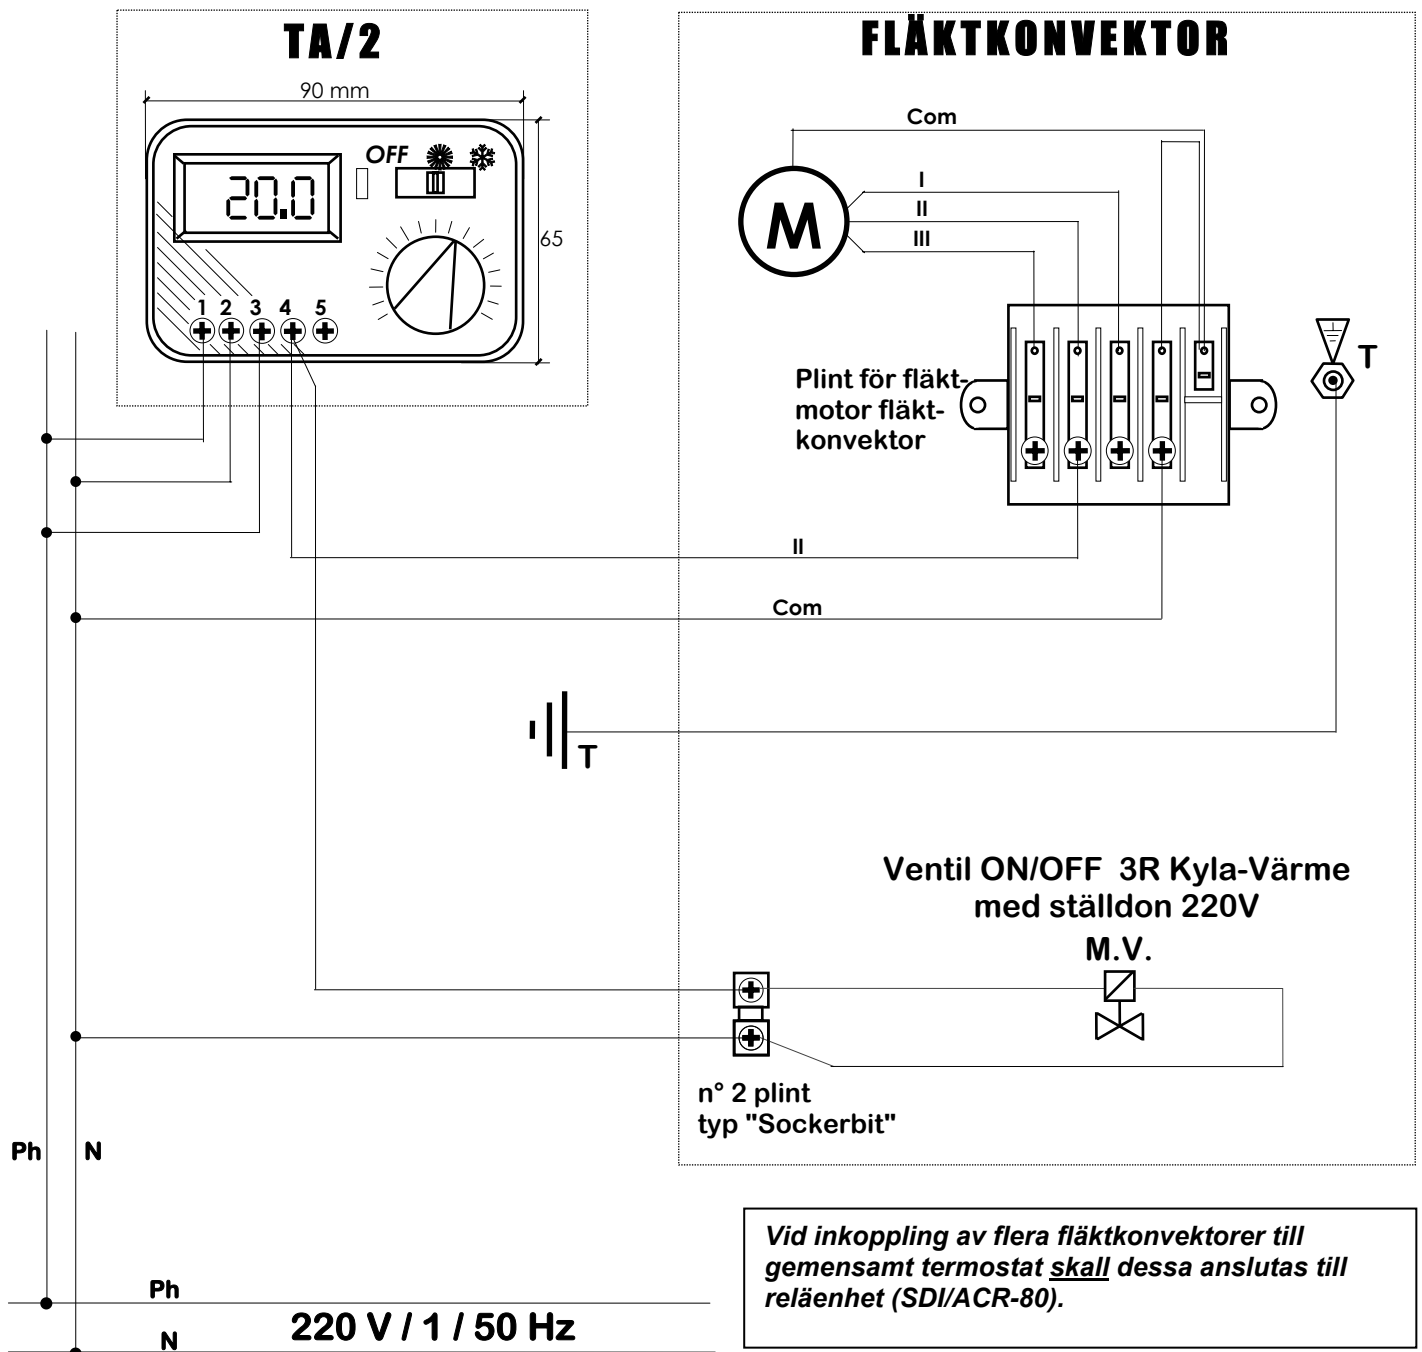 TA/2
90 mm
OFF
20.0
65
1 2 3 4 5
FLÄKTKONVEKTOR
Com
I
II
III
M
T
Plint för fläkt-
motor fläkt-
konvektor
II
Com
T
Ventil ON/OFF 3R Kyla-Värme
med ställdon 220V
M.V.
n° 2 plint
typ "Sockerbit"
Ph N
Vid inkoppling av flera fläktkonvektorer till
gemensamt termostat skall dessa anslutas till
reläenhet (SDI/ACR-80).
Ph
220 V / 1 / 50 Hz
N